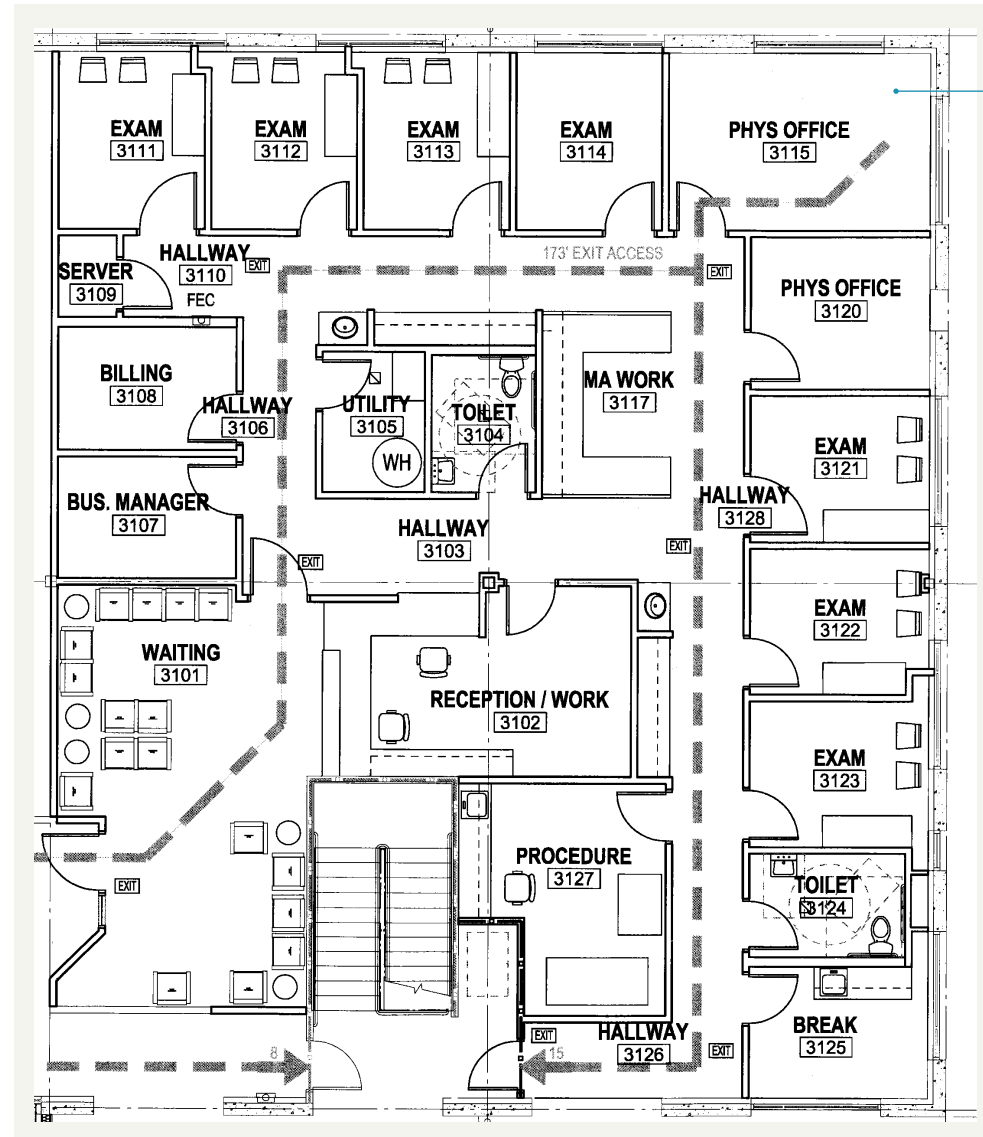 EXAM
3111
EXAM
3112
EXAM
3113
EXAM
3114
PHYS OFFICE
3115
173' EXIT ACCESS
HALLWAY
3110
EXIT
EXIT
SERVER
3109
FEC
PHYS OFFICE
3120
BILLING
3108
HALLWAY
3106
UTILITY
3105
TOILET
3104
MA WORK
3117
WH
EXAM
3121
BUS. MANAGER
3107
HALLWAY
3103
HALLWAY
3128
EXIT
EXIT
EXAM
3122
WAITING
3101
RECEPTION / WORK
3102
EXAM
3123
PROCEDURE
3127
TOILET
3124
EXIT
BREAK
3125
HALLWAY
3126
EXIT
EXIT
8
15